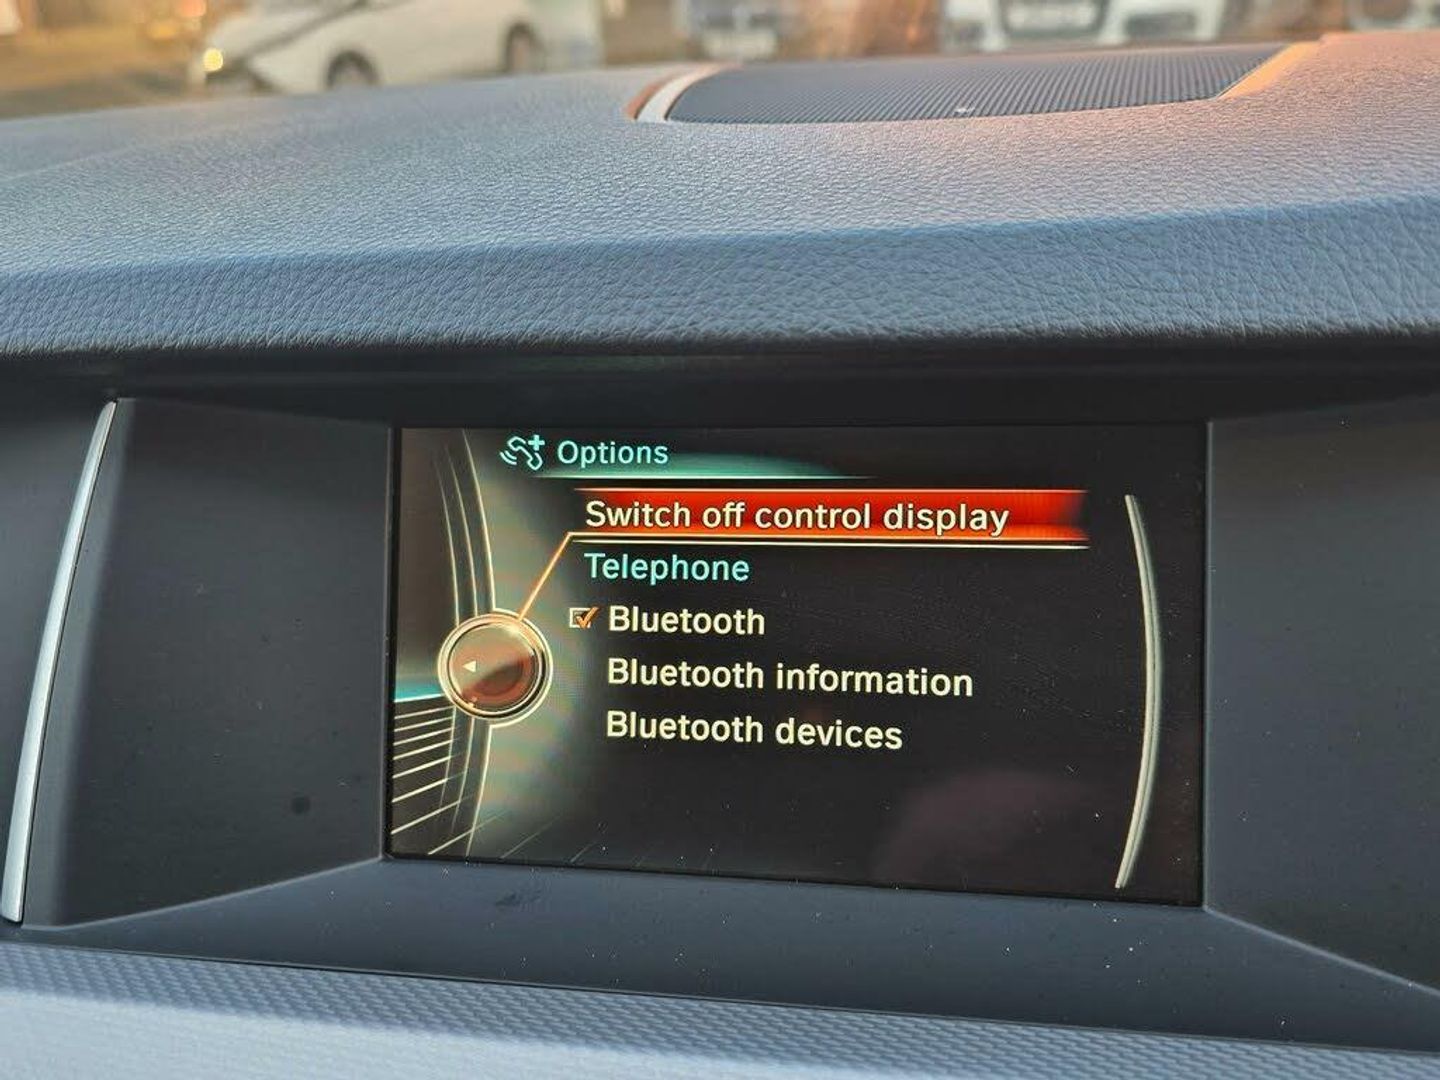 Options
Switch off control display
Telephone
Bluetooth
Bluetooth information
Bluetooth devices